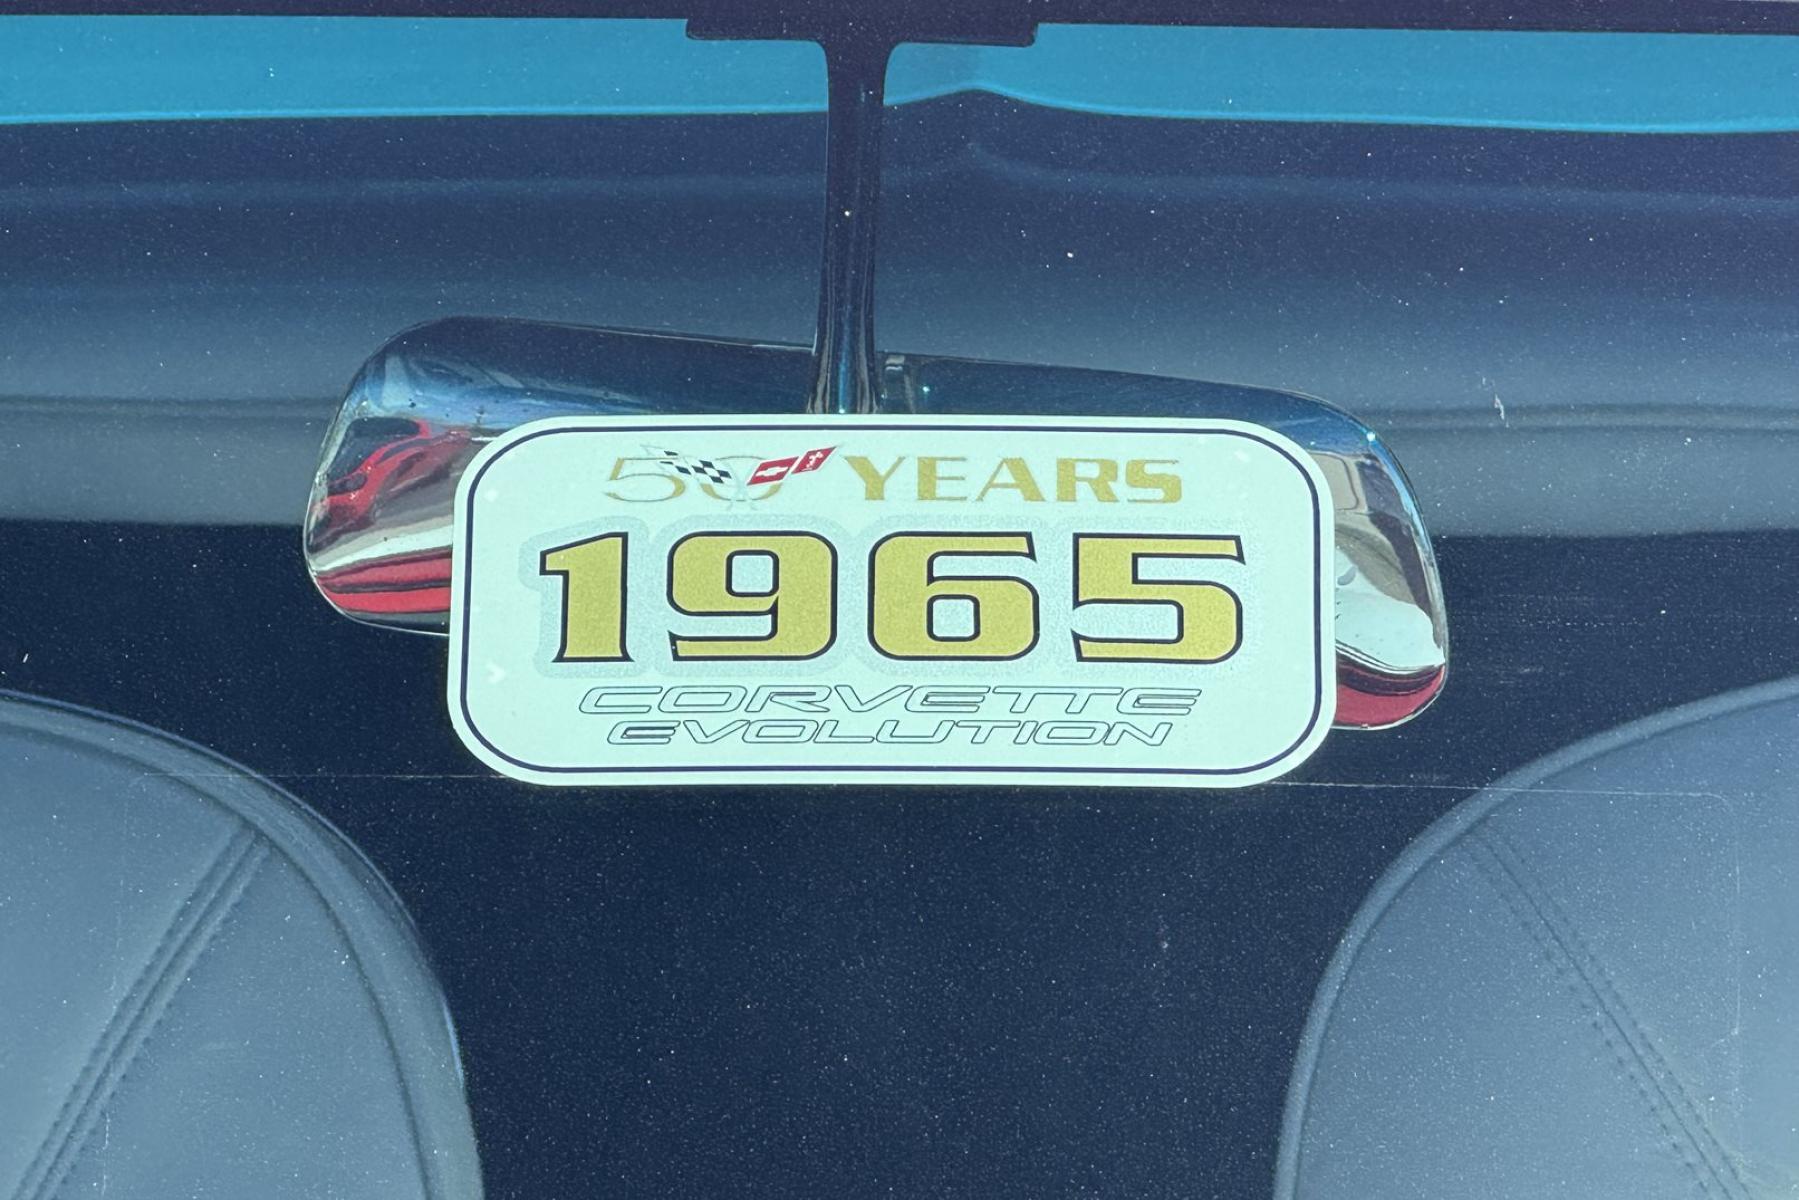 50 YEARS
1965
CORVETTE
EVOLUTION